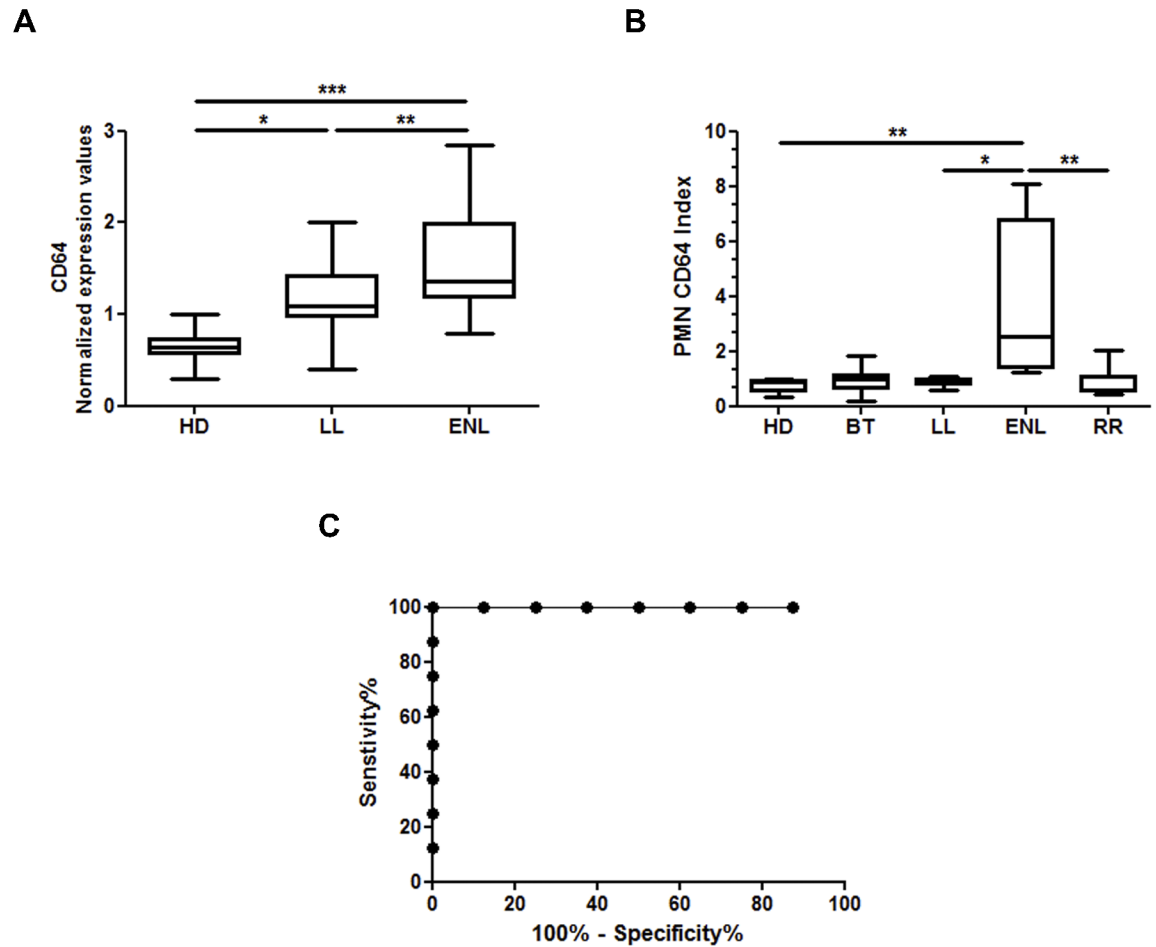 A
***
* **
3
2
1
0
CD64
Normalized expression values
HD LL ENL
B
**
* **
10
8
6
4
2
0
PMN CD64 Index
HD BT LL ENL RR
C
100
80
60
40
20
0
Senstivity%
0 20 40 60 80 100
100% - Specificity%